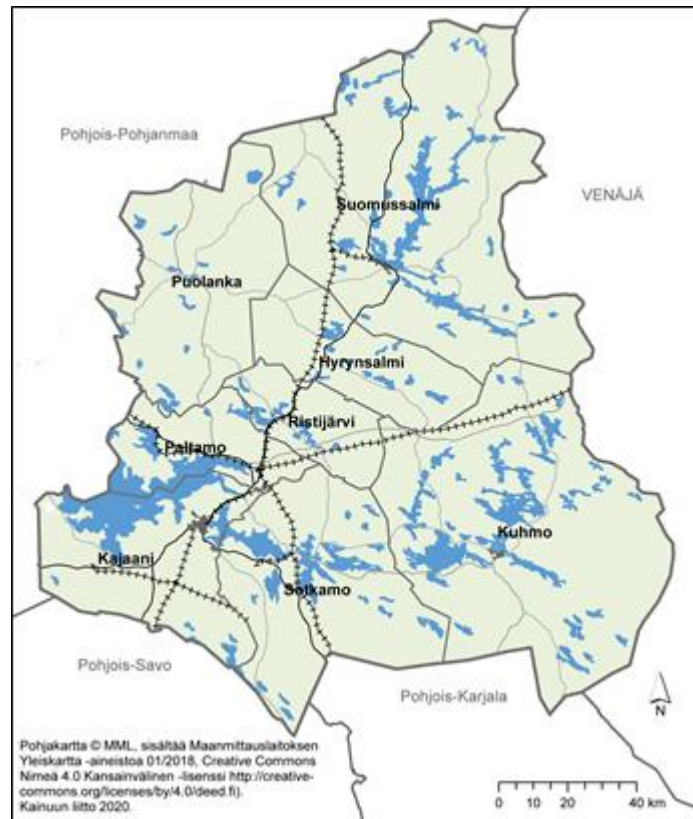 Pohjois-Pohjanmaa
VENÄJÄ
Suomussalmi
Puolanka
Hyrynsalmi
Ristijärvi
Paltamo
Kuhmo
Kajaani
Sotkamo
Pohjois-Savo
Pohjois-Karjala
N
Pohjakartta © MML, sisältää Maanmittauslaitoksen
Yleiskartta -aineistoa 01/2018, Creative Commons
Nimeä 4.0 Kansainvälinen -lisenssi http://creative-
commons.org/licenses/by/4.0/deed.fi).
Kainuun liitto 2020.
0 10 20 40 km